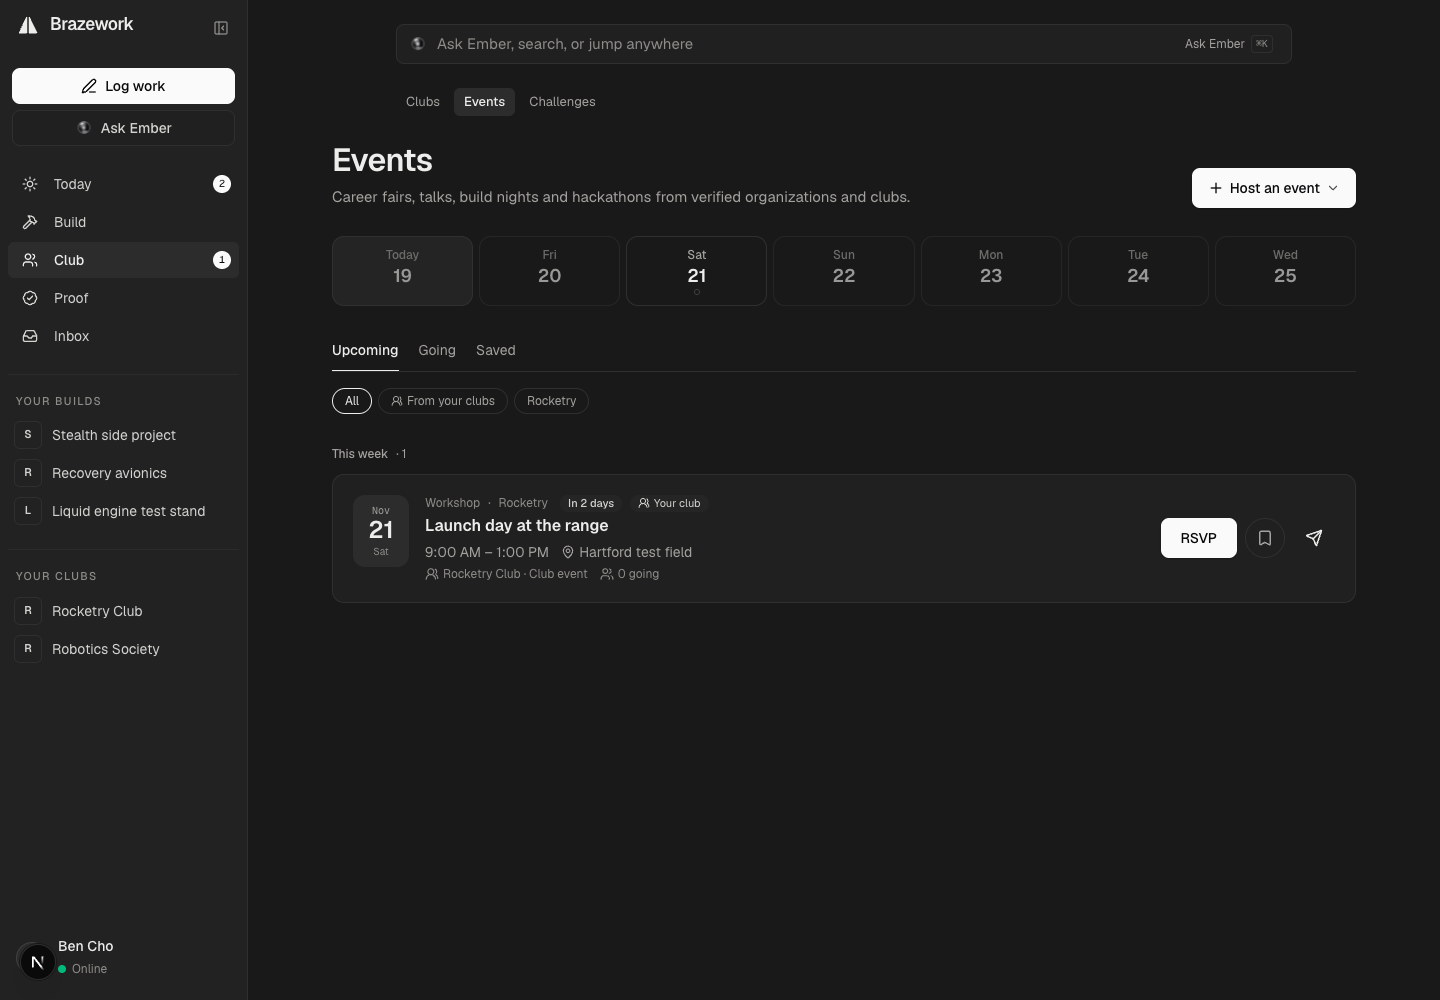 Brazework
Log work
Ask Ember
Today 2
Build
Club 1
Proof
Inbox
YOUR BUILDS
S Stealth side project
R Recovery avionics
L Liquid engine test stand
YOUR CLUBS
R Rocketry Club
R Robotics Society
N
Ben Cho
Online
Ask Ember, search, or jump anywhere Ask Ember ⌘K
Clubs Events Challenges
Events
Career fairs, talks, build nights and hackathons from verified organizations and clubs.
Host an event
Today Fri Sat Sun Mon Tue Wed
19 20 21 22 23 24 25
Upcoming Going Saved
All From your clubs Rocketry
This week · 1
Nov
21
Sat
Workshop · Rocketry In 2 days Your club
Launch day at the range
9:00 AM – 1:00 PM Hartford test field
Rocketry Club · Club event 0 going
RSVP